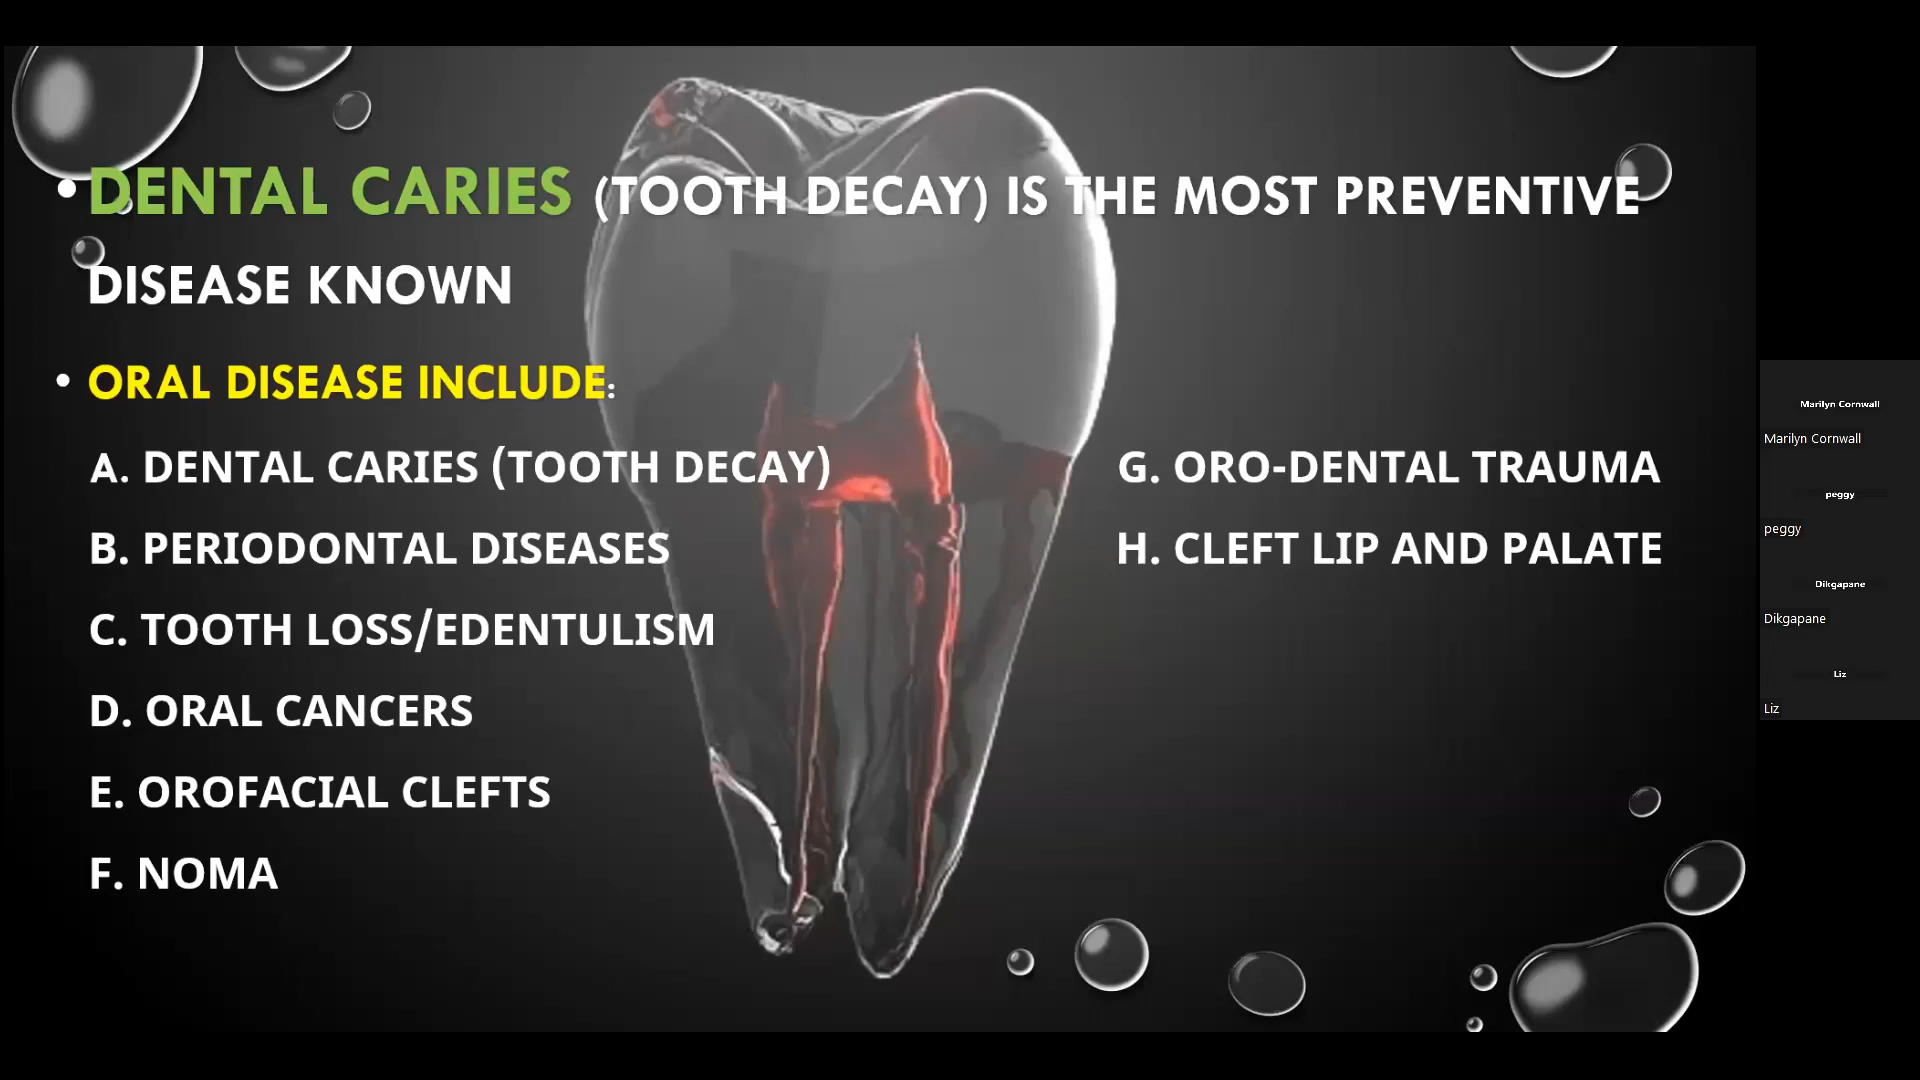 • DENTAL CARIES (TOOTH DECAY) IS THE MOST PREVENTIVE
DISEASE KNOWN
• ORAL DISEASE INCLUDE:
A. DENTAL CARIES (TOOTH DECAY)
B. PERIODONTAL DISEASES
C. TOOTH LOSS/EDENTULISM
D. ORAL CANCERS
E. OROFACIAL CLEFTS
F. NOMA
G. ORO-DENTAL TRAUMA
H. CLEFT LIP AND PALATE
Marilyn Cornwall
Marilyn Cornwall
peggy
peggy
Dikgapane
Dikgapane
Liz
Liz